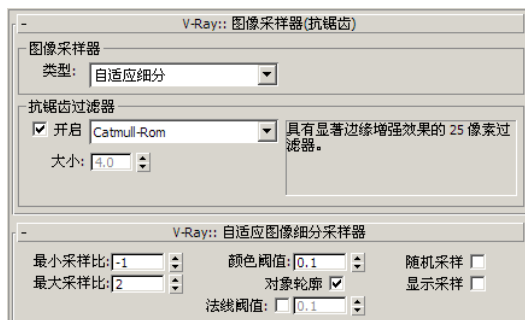 - V-Ray:: 图像采样器(抗锯齿)
图像采样器
类型: 自适应细分
抗锯齿过滤器
开启 Catmull-Rom 具有显著边缘增强效果的 25 像素过
滤器。
大小: 4.0
- V-Ray:: 自适应图像细分采样器
最小采样比: -1 颜色阈值: 0.1 随机采样
最大采样比: 2 对象轮廓 显示采样
法线阈值: 0.1